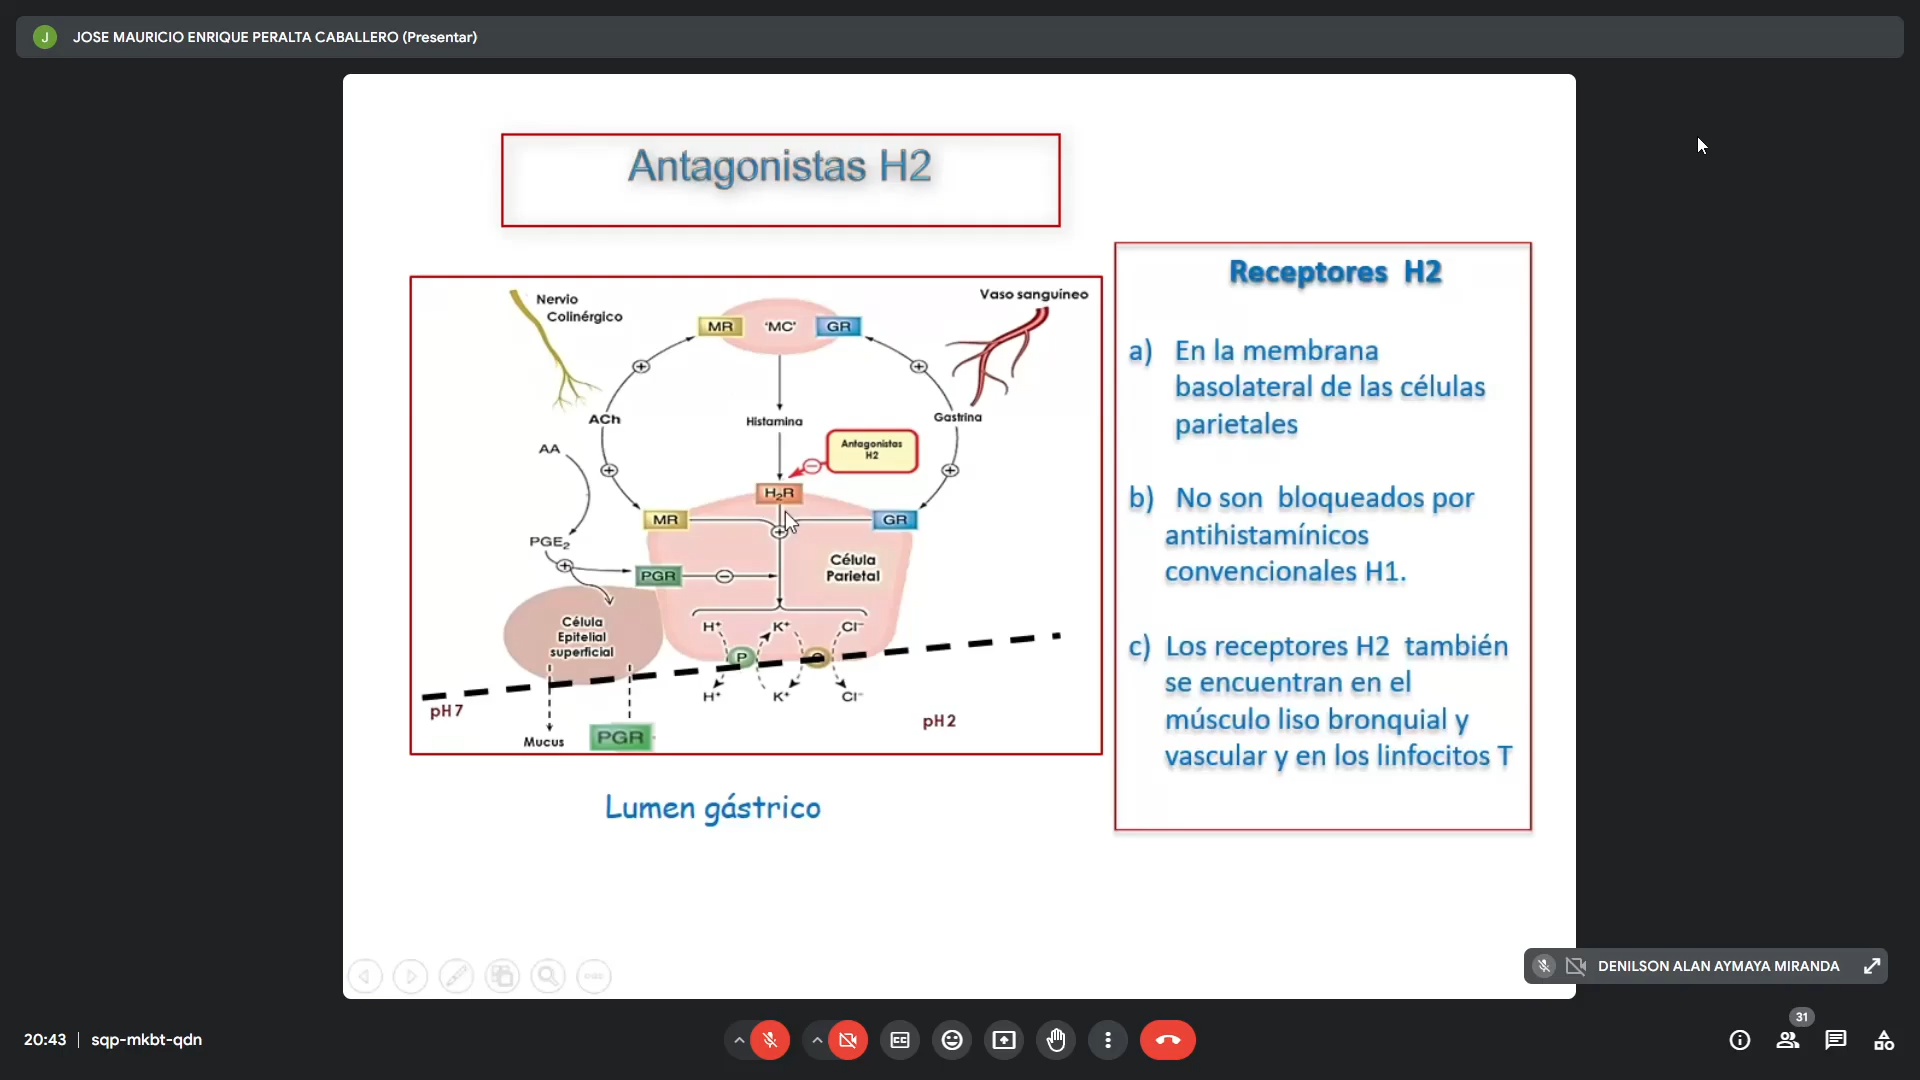 J JOSE MAURICIO ENRIQUE PERALTA CABALLERO (Presentar)
Antagonistas H2
Nervio
Colinérgico
Vaso sanguíneo
MR 'MC' GR
ACh
Histamina
Gastrina
Antagonistas
H2
AA
H₂R
MR
GR
PGE₂
Célula
Parietal
PGR
Célula
Epitelial
superficial
H⁺ K⁺ Cl⁻
P C
H⁺ K⁺ Cl⁻
pH7
pH2
Mucus
PGR
Lumen gástrico
Receptores H2
a) En la membrana
basolateral de las células
parietales
b) No son bloqueados por
antihistamínicos
convencionales H1.
c) Los receptores H2 también
se encuentran en el
músculo liso bronquial y
vascular y en los linfocitos T
DENILSON ALAN AYMAYA MIRANDA
20:43 | sqp-mkbt-qdn
31